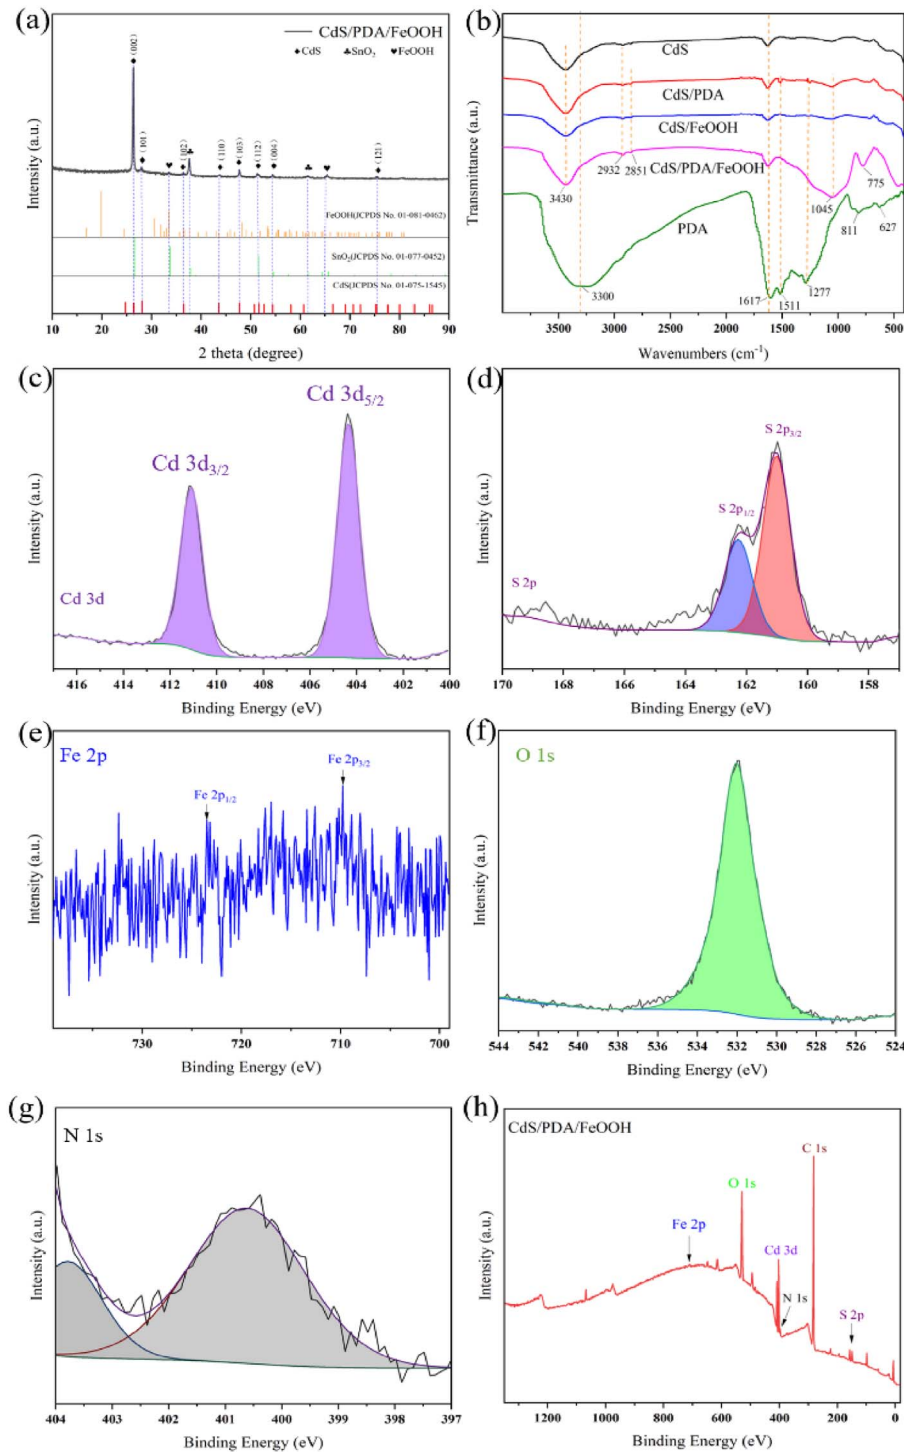 (a)
CdS/PDA/FeOOH
♦ CdS ♣ SnO₂ ♥ FeOOH
(002)
(101)
(102)
(110)
(103)
(112)
(004)
(121)
FeOOH(JCPDS No. 01-081-0462)
SnO₂(JCPDS No. 01-077-0452)
CdS(JCPDS No. 01-075-1545)
Intensity (a.u.)
10 20 30 40 50 60 70 80 90
2 theta (degree)
(b)
CdS
CdS/PDA
CdS/FeOOH
CdS/PDA/FeOOH
PDA
3430
2932
2851
1045
775
3300
1617
1511
1277
811
627
Transmittance (a.u.)
3500 3000 2500 2000 1500 1000 500
Wavenumbers (cm⁻¹)
(c)
Cd 3d₅/₂
Cd 3d₃/₂
Cd 3d
Intensity (a.u.)
416 414 412 410 408 406 404 402 400
Binding Energy (eV)
(d)
S 2p₃/₂
S 2p₁/₂
S 2p
Intensity (a.u.)
170 168 166 164 162 160 158
Binding Energy (eV)
(e)
Fe 2p
Fe 2p₃/₂
Fe 2p₁/₂
Intensity (a.u.)
730 720 710 700
Binding Energy (eV)
(f)
O 1s
Intensity (a.u.)
544 542 540 538 536 534 532 530 528 526 524
Binding Energy (eV)
(g)
N 1s
Intensity (a.u.)
404 403 402 401 400 399 398 397
Binding Energy (eV)
(h)
CdS/PDA/FeOOH
C 1s
O 1s
Fe 2p
Cd 3d
N 1s
S 2p
Intensity (a.u.)
1200 1000 800 600 400 200 0
Binding Energy (eV)